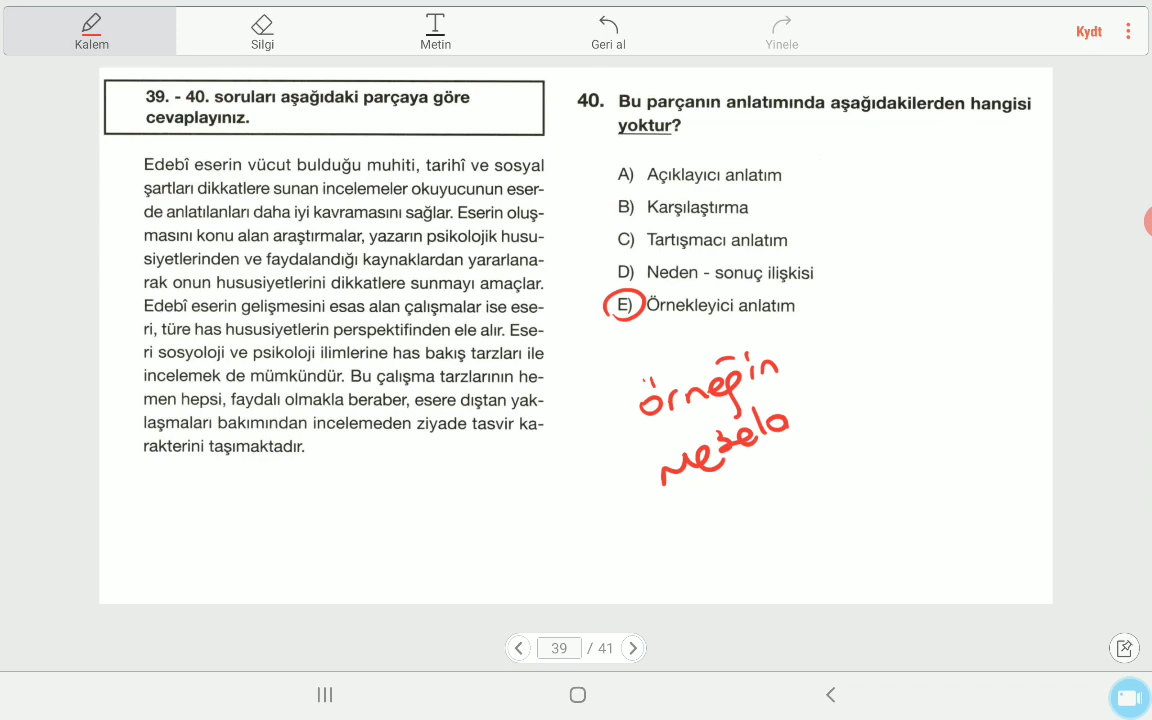 Kalem
Silgi
Metin
Geri al
Yinele
Kydt
39. - 40. soruları aşağıdaki parçaya göre
cevaplayınız.
Edebî eserin vücut bulduğu muhiti, tarihî ve sosyal
şartları dikkatlere sunan incelemeler okuyucunun eser-
de anlatılanları daha iyi kavramasını sağlar. Eserin oluş-
masını konu alan araştırmalar, yazarın psikolojik husu-
siyetlerinden ve faydalandığı kaynaklardan yararlana-
rak onun hususiyetlerini dikkatlere sunmayı amaçlar.
Edebî eserin gelişmesini esas alan çalışmalar ise ese-
ri, türe has hususiyetlerin perspektifinden ele alır. Ese-
ri sosyoloji ve psikoloji ilimlerine has bakış tarzları ile
incelemek de mümkündür. Bu çalışma tarzlarının he-
men hepsi, faydalı olmakla beraber, esere dıştan yak-
laşmaları bakımından incelemeden ziyade tasvir ka-
rakterini taşımaktadır.
40. Bu parçanın anlatımında aşağıdakilerden hangisi
yoktur?
A) Açıklayıcı anlatım
B) Karşılaştırma
C) Tartışmacı anlatım
D) Neden - sonuç ilişkisi
E) Örnekleyici anlatım
örneğin
mesela
39 / 41